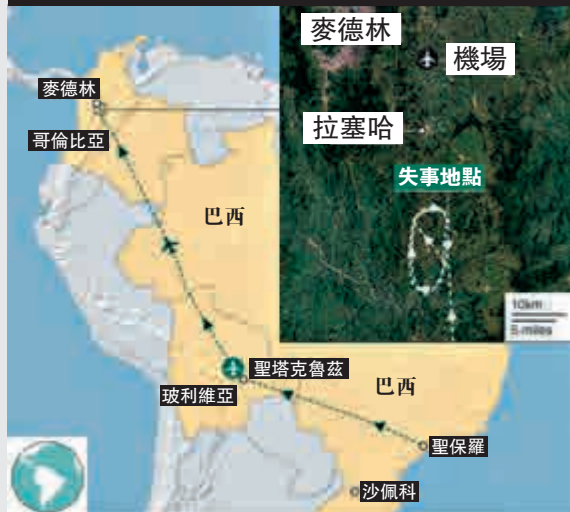 麥德林
機場
拉塞哈
失事地點
10km
5 miles
麥德林
哥倫比亞
巴西
聖塔克魯茲
玻利維亞
巴西
聖保羅
沙佩科